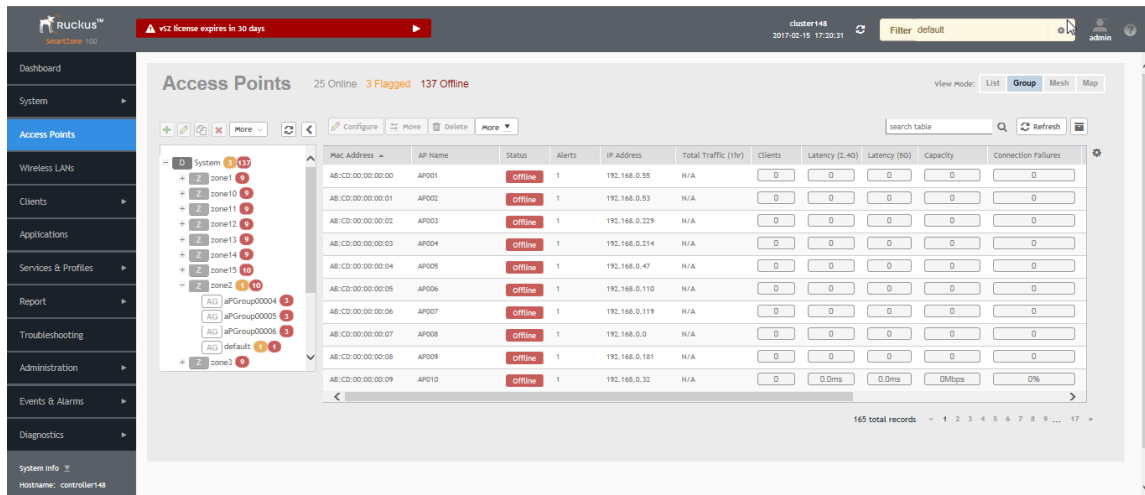 Ruckus™
SmartZone 100
vSZ license expires in 30 days
cluster148
2017-02-15 17:20:31
Filter default
admin
Dashboard
System
Access Points
Wireless LANs
Clients
Applications
Services & Profiles
Report
Troubleshooting
Administration
Events & Alarms
Diagnostics
System Info
Hostname: controller148
Access Points 25 Online 3 Flagged 137 Offline
View Mode: List Group Mesh Map
More
Configure Move Delete More
search table Refresh
D System 3 137
+ Z zone1 9
+ Z zone10 9
+ Z zone11 9
+ Z zone12 9
+ Z zone13 9
+ Z zone14 9
+ Z zone15 10
- Z zone2 1 10
AG aPGroup00004 3
AG aPGroup00005 3
AG aPGroup00006 3
AG default 1 1
+ Z zone3 9
Mac Address AP Name Status Alerts IP Address Total Traffic (1hr) Clients Latency (2.4G) Latency (5G) Capacity Connection Failures
AB:CD:00:00:00:00 AP001 Offline 1 192.168.0.55 N/A 0 0 0 0 0
AB:CD:00:00:00:01 AP002 Offline 1 192.168.0.53 N/A 0 0 0 0 0
AB:CD:00:00:00:02 AP003 Offline 1 192.168.0.229 N/A 0 0 0 0 0
AB:CD:00:00:00:03 AP004 Offline 1 192.168.0.214 N/A 0 0 0 0 0
AB:CD:00:00:00:04 AP005 Offline 1 192.168.0.47 N/A 0 0 0 0 0
AB:CD:00:00:00:05 AP006 Offline 1 192.168.0.110 N/A 0 0 0 0 0
AB:CD:00:00:00:06 AP007 Offline 1 192.168.0.119 N/A 0 0 0 0 0
AB:CD:00:00:00:07 AP008 Offline 1 192.168.0.0 N/A 0 0 0 0 0
AB:CD:00:00:00:08 AP009 Offline 1 192.168.0.181 N/A 0 0 0 0 0
AB:CD:00:00:00:09 AP010 Offline 1 192.168.0.32 N/A 0 0.0ms 0.0ms 0Mbps 0%
165 total records « 1 2 3 4 5 6 7 8 9 ... 17 »